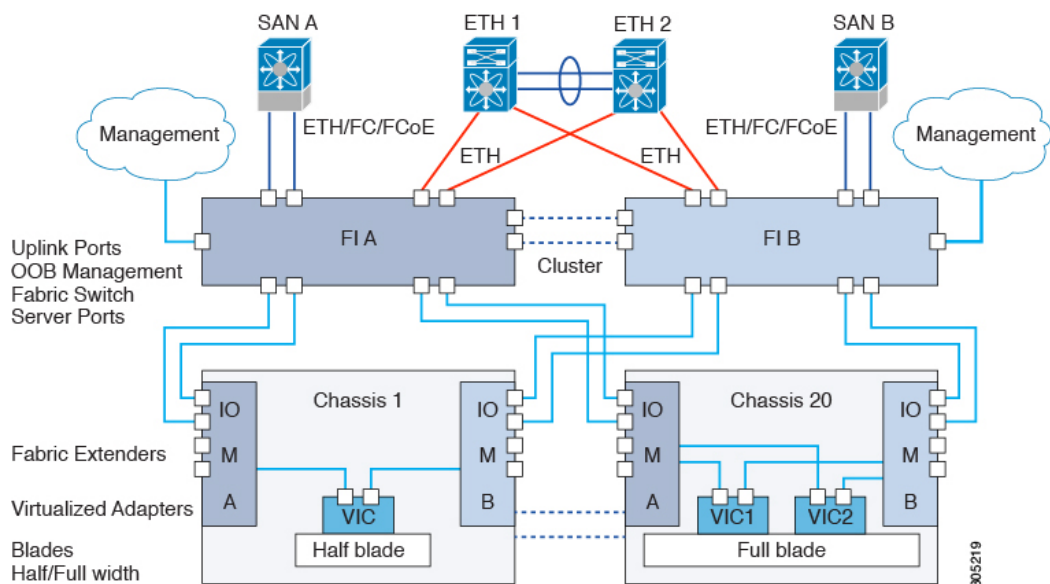 SAN A
ETH 1
ETH 2
SAN B
Management
ETH/FC/FCoE
ETH
ETH
ETH/FC/FCoE
Management
FI A
FI B
Cluster
Uplink Ports
OOB Management
Fabric Switch
Server Ports
Chassis 1
Chassis 20
IO
M
A
IO
M
B
IO
M
A
IO
M
B
Fabric Extenders
Virtualized Adapters
VIC
VIC1
VIC2
Blades
Half/Full width
Half blade
Full blade
305219